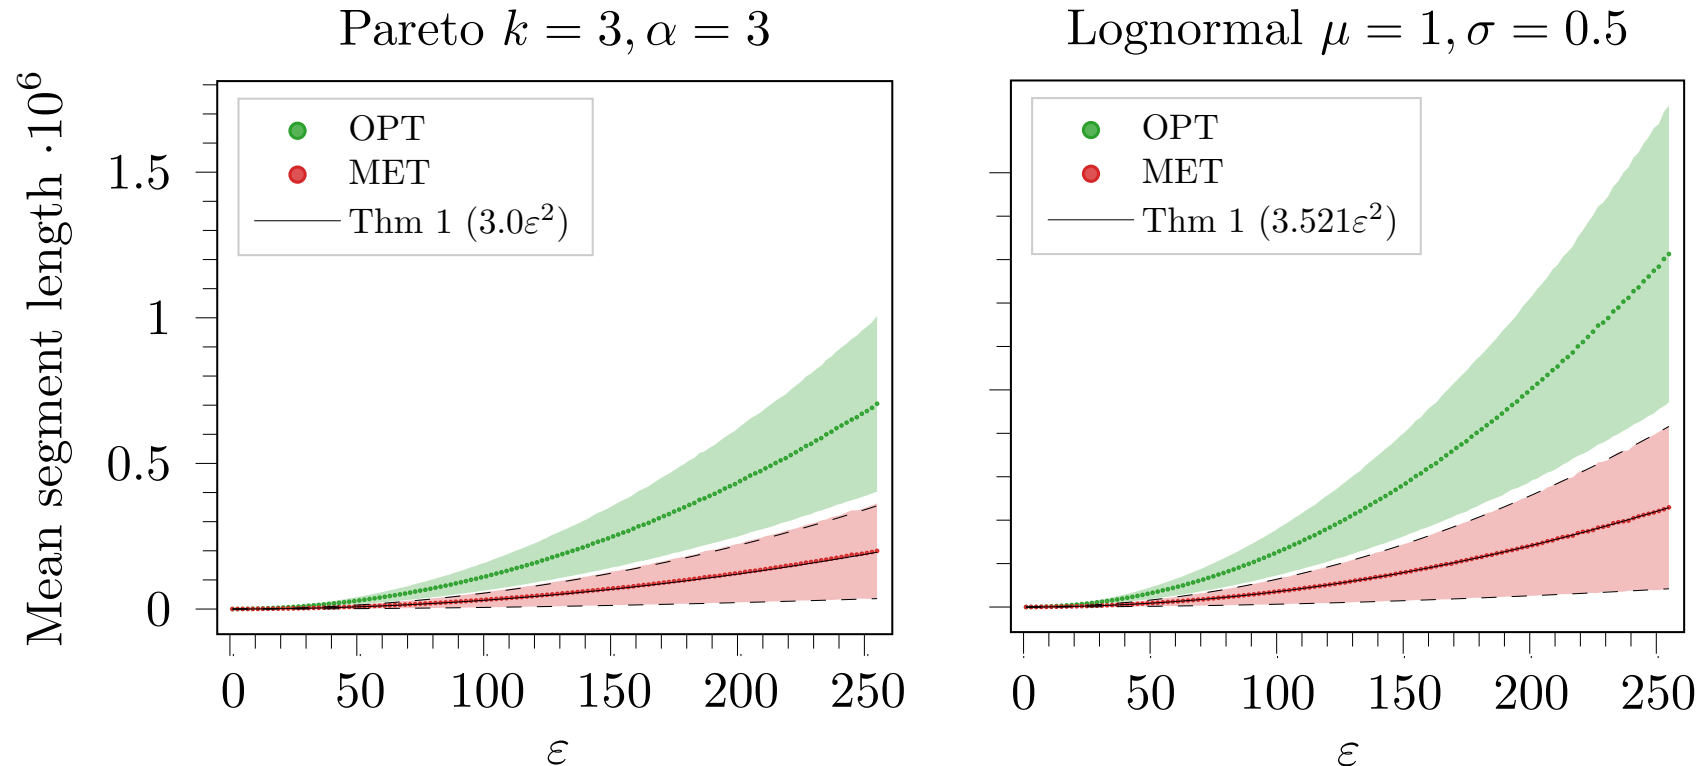 Pareto k = 3, α = 3
Mean segment length ·10⁶
OPT
MET
Thm 1 (3.0ε²)
1.5
1
0.5
0
0 50 100 150 200 250
ε
Lognormal μ = 1, σ = 0.5
OPT
MET
Thm 1 (3.521ε²)
0 50 100 150 200 250
ε